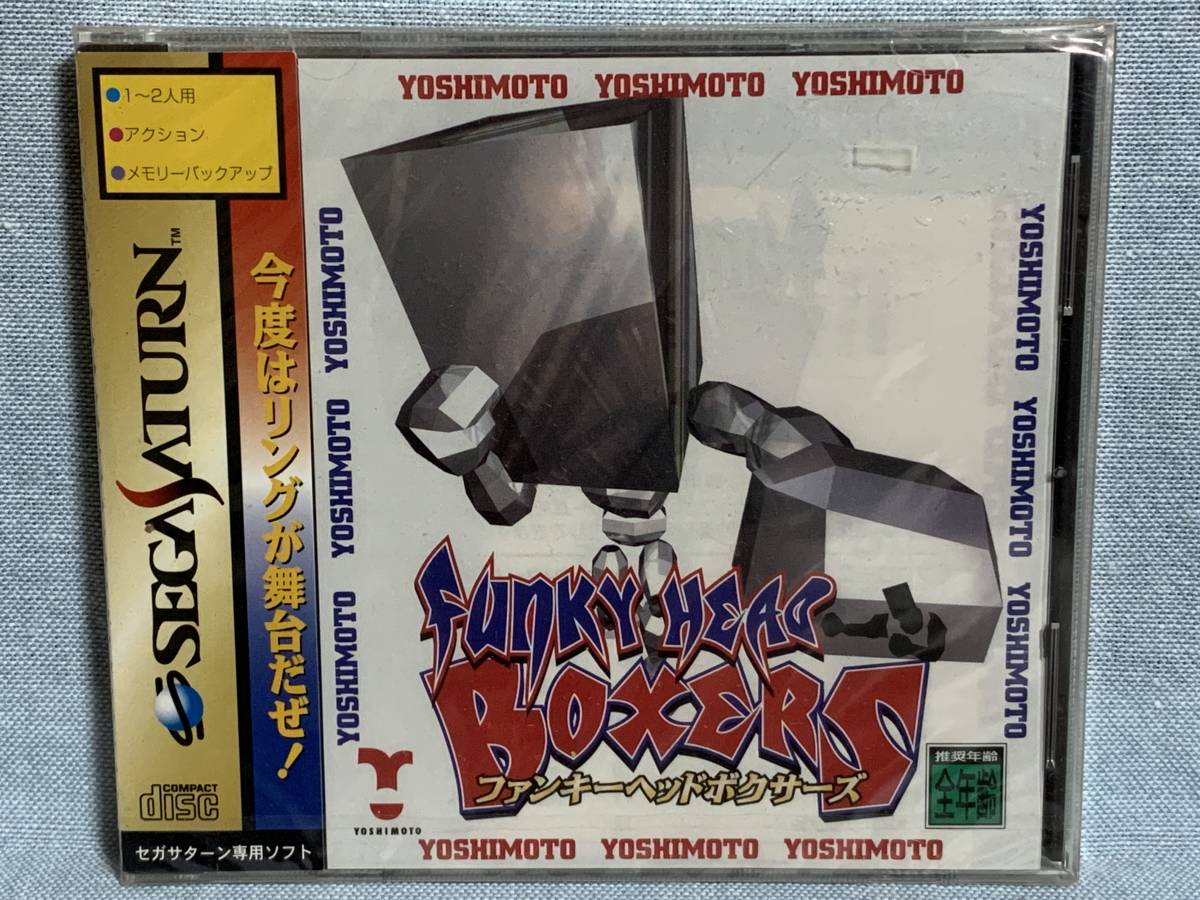 1〜2人用
アクション
メモリーバックアップ
SEGA SATURN™
COMPACT
disc
セガサターン専用ソフト
今度はリングが舞台だぜ!
YOSHIMOTO YOSHIMOTO YOSHIMOTO
YOSHIMOTO YOSHIMOTO YOSHIMOTO
YOSHIMOTO YOSHIMOTO YOSHIMOTO
FUNKY HEAD
BOXERS
ファンキーヘッドボクサーズ
YOSHIMOTO
推奨年齢
全年齢
YOSHIMOTO YOSHIMOTO YOSHIMOTO